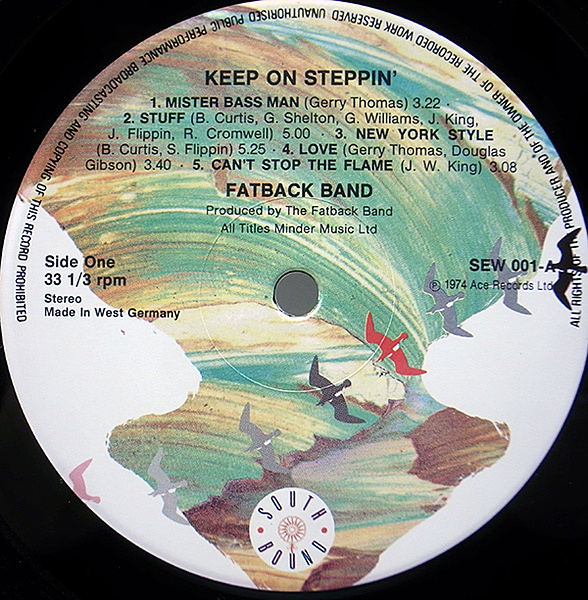 KEEP ON STEPPIN'
1. MISTER BASS MAN (Gerry Thomas) 3.22 ·
2. STUFF (B. Curtis, G. Shelton, G. Williams, J. King,
J. Flippin, R. Cromwell) 5.00 · 3. NEW YORK STYLE
(B. Curtis, S. Flippin) 5.25 · 4. LOVE (Gerry Thomas, Douglas
Gibson) 3.40 · 5. CAN'T STOP THE FLAME (J. W. King) 3.08
FATBACK BAND
Produced by The Fatback Band
All Titles Minder Music Ltd
Side One
33 1/3 rpm
Stereo
Made In West Germany
SEW 001-A
℗ 1974 Ace Records Ltd
SOUTH
BOUND
ALL RIGHTS OF THE PRODUCER AND OF THE OWNER OF THE RECORDED WORK RESERVED UNAUTHORISED PUBLIC PERFORMANCE BROADCASTING AND COPYING OF THIS RECORD PROHIBITED